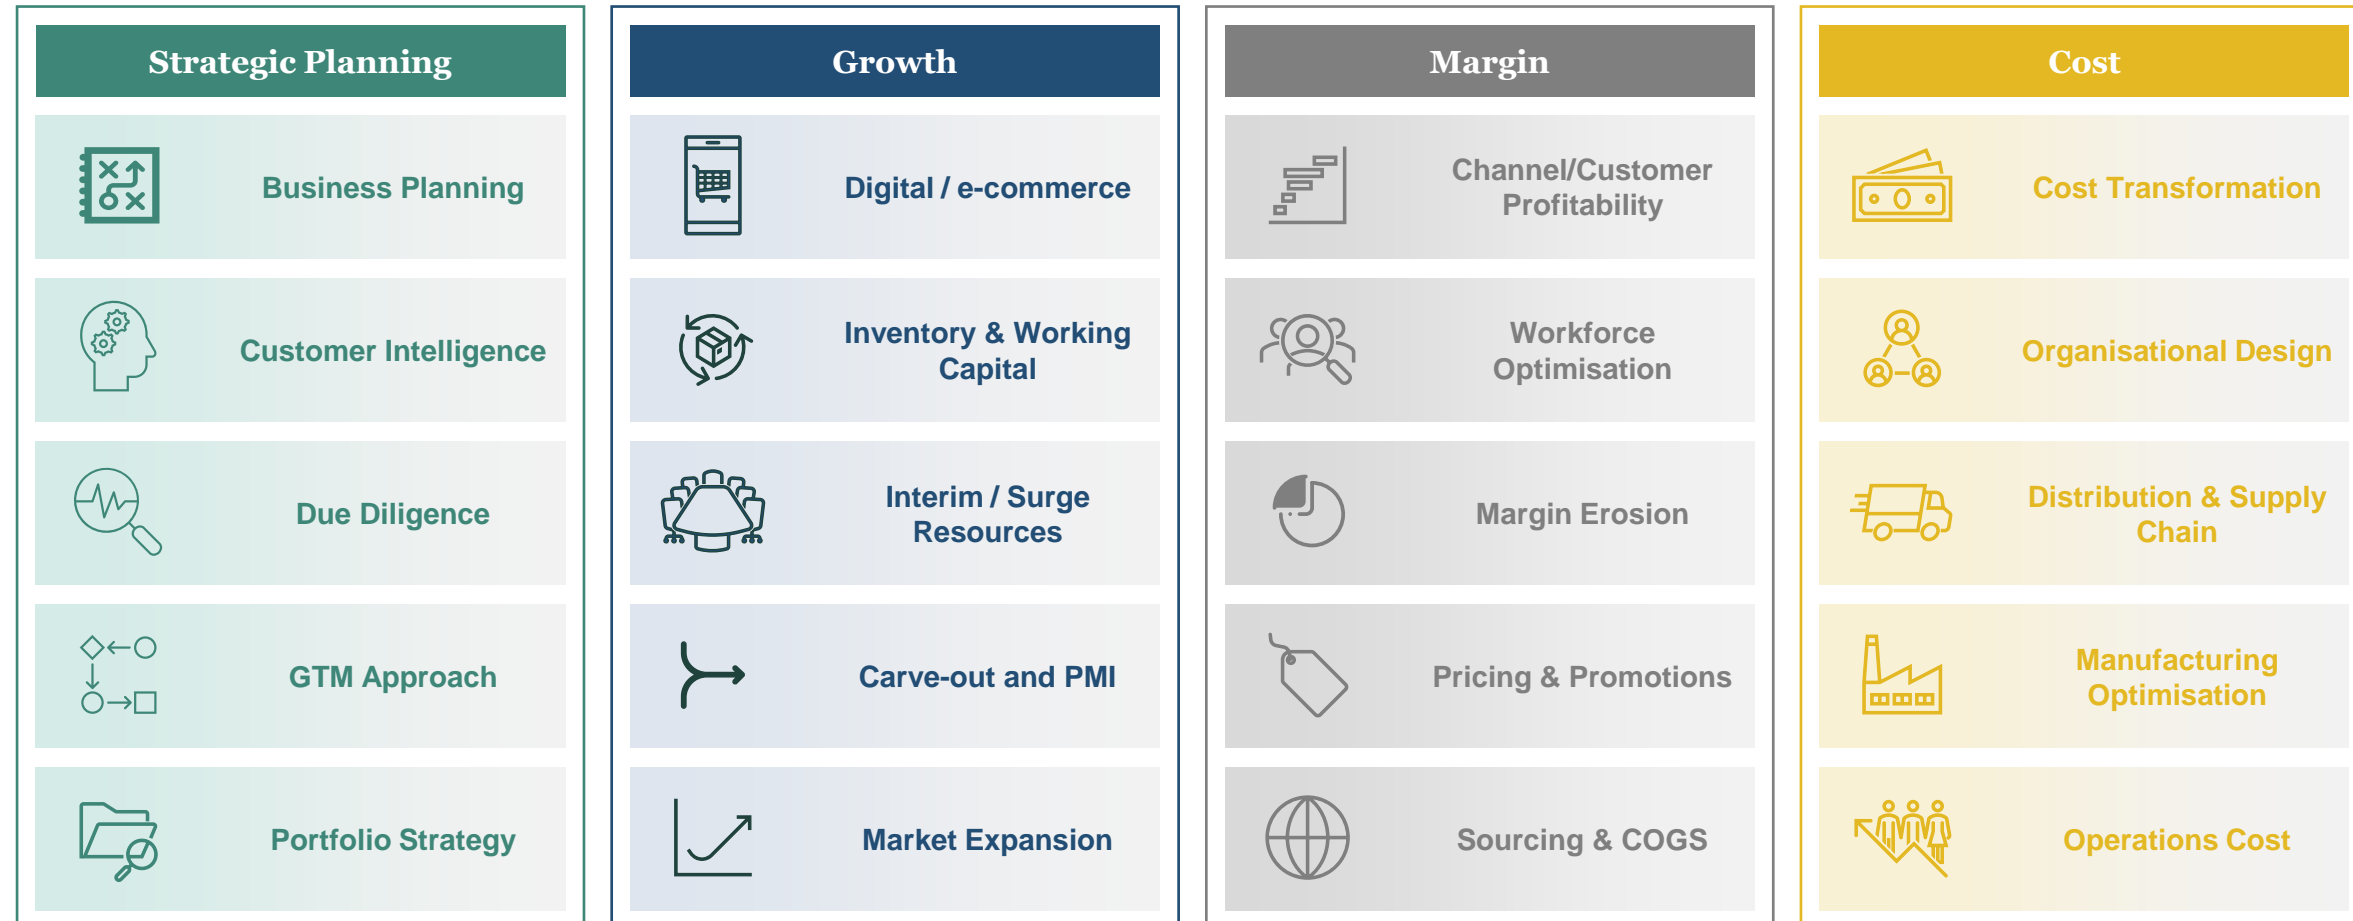 Strategic Planning
Business Planning
Customer Intelligence
Due Diligence
GTM Approach
Portfolio Strategy
Growth
Digital / e-commerce
Inventory & Working
Capital
Interim / Surge
Resources
Carve-out and PMI
Market Expansion
Margin
Channel/Customer
Profitability
Workforce
Optimisation
Margin Erosion
Pricing & Promotions
Sourcing & COGS
Cost
Cost Transformation
Organisational Design
Distribution & Supply
Chain
Manufacturing
Optimisation
Operations Cost